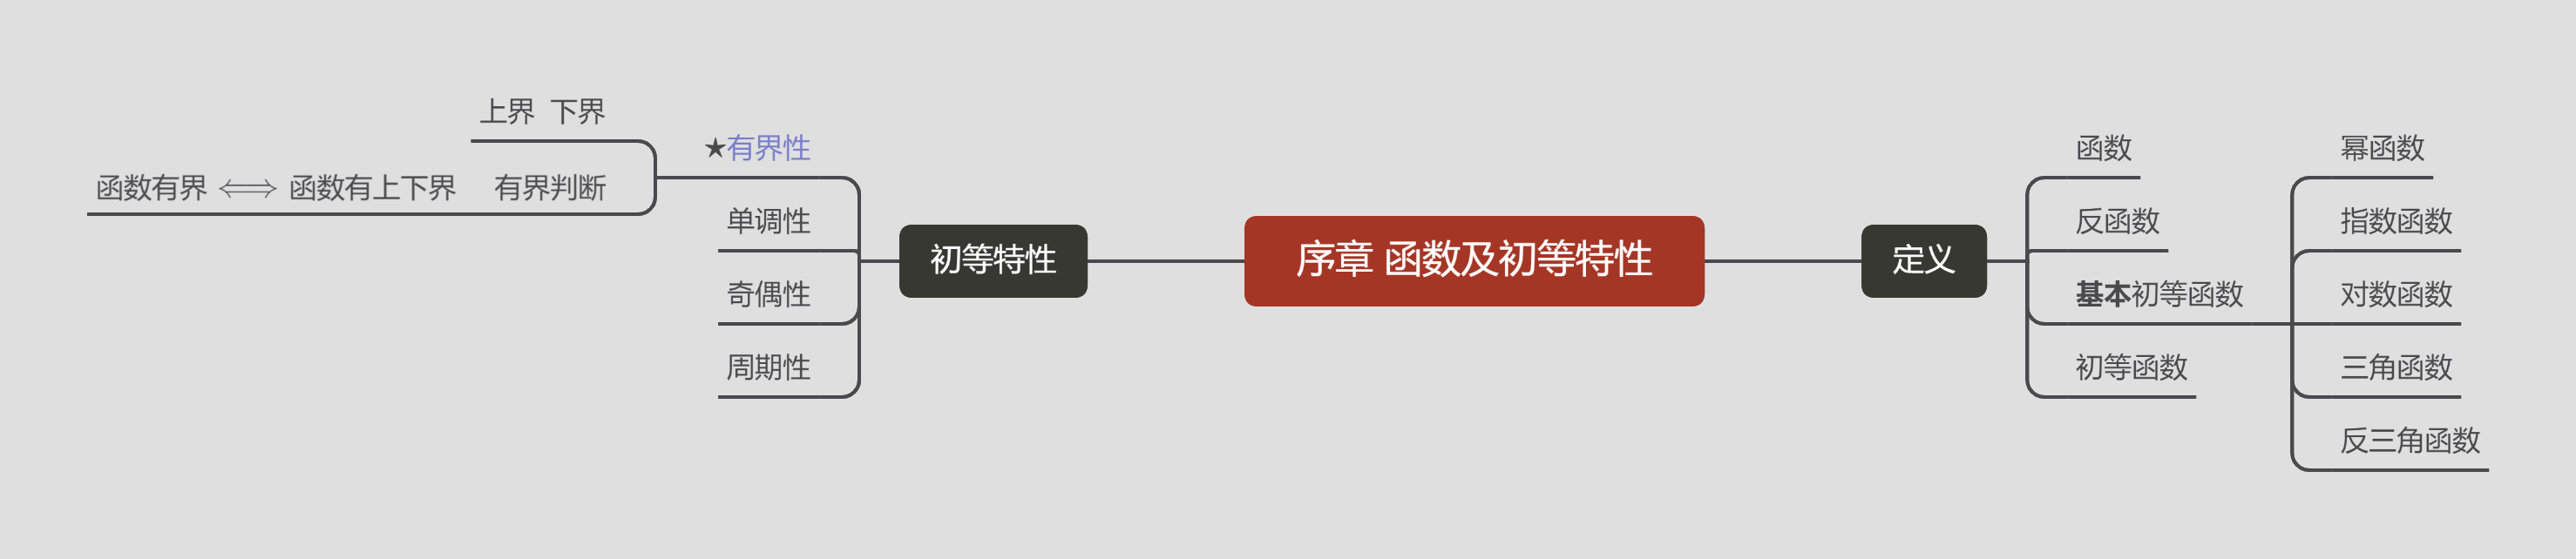 序章 函数及初等特性
定义
函数
反函数
基本初等函数
幂函数
指数函数
对数函数
三角函数
反三角函数
初等函数
初等特性
★有界性
上界 下界
有界判断
函数有界 ⟺ 函数有上下界
单调性
奇偶性
周期性